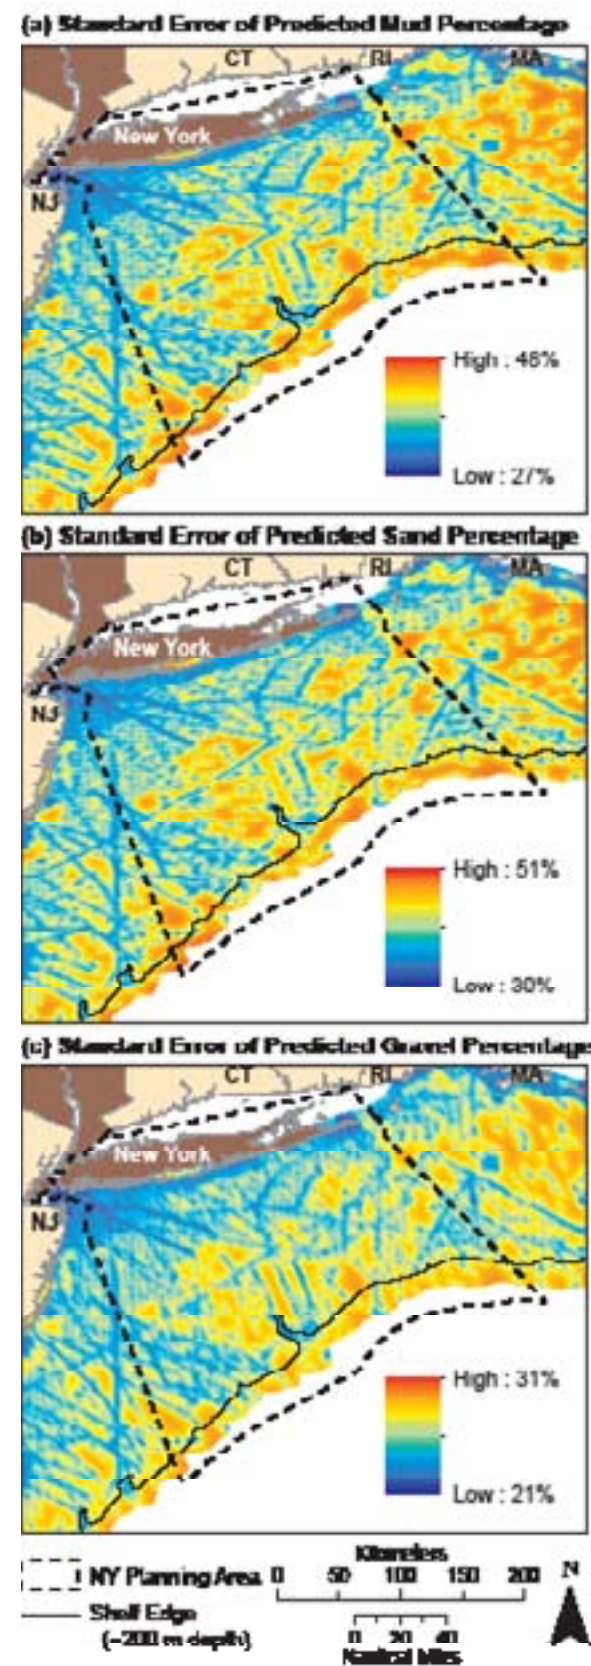 (a) Standard Error of Predicted Mud Percentage
CT
RI
MA
New York
NJ
High : 46%
Low : 27%
(b) Standard Error of Predicted Sand Percentage
CT
RI
MA
New York
NJ
High : 51%
Low : 30%
(c) Standard Error of Predicted Gravel Percentage
CT
RI
MA
New York
NJ
High : 31%
Low : 21%
NY Planning Area
Shelf Edge
(~200 m depth)
Kilometers
0 50 100 150 200
0 20 40
Nautical Miles
N